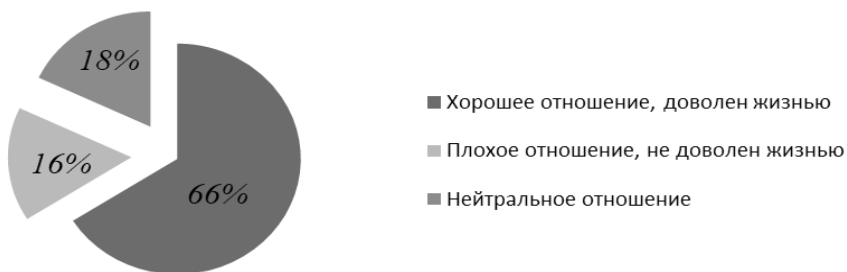 18%
16%
66%
Хорошее отношение, доволен жизнью
Плохое отношение, не доволен жизнью
Нейтральное отношение